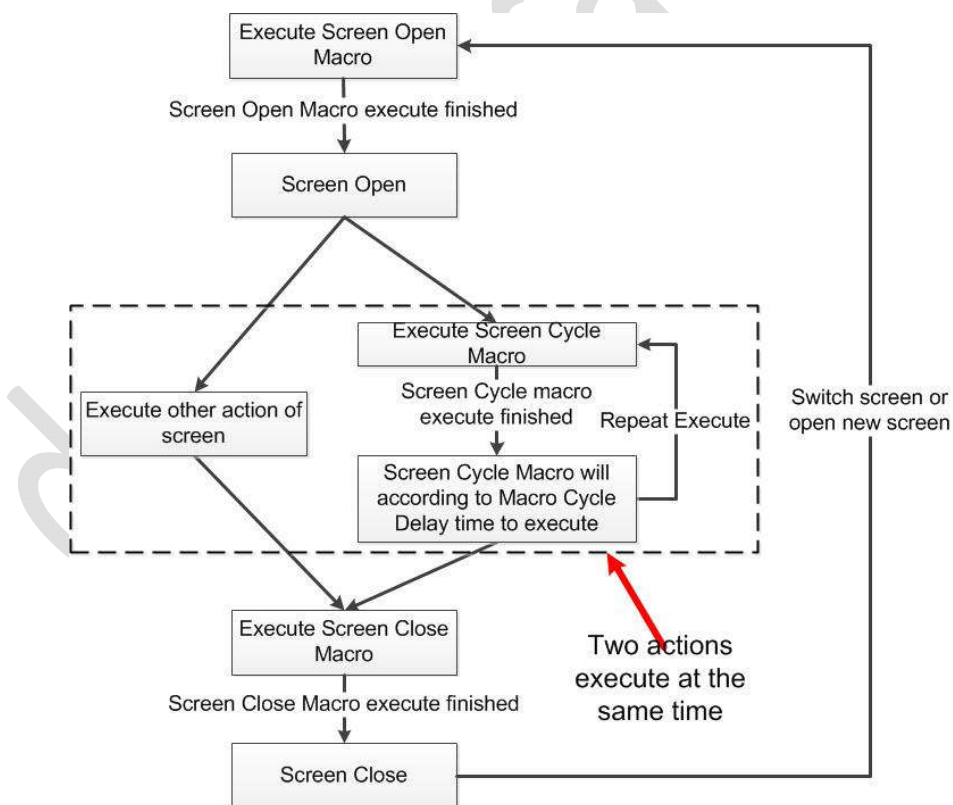 Execute Screen Open
Macro
Screen Open Macro execute finished
Screen Open
Execute Screen Cycle
Macro
Screen Cycle macro
execute finished
Repeat Execute
Execute other action of
screen
Screen Cycle Macro will
according to Macro Cycle
Delay time to execute
Switch screen or
open new screen
Execute Screen Close
Macro
Two actions
execute at the
same time
Screen Close Macro execute finished
Screen Close